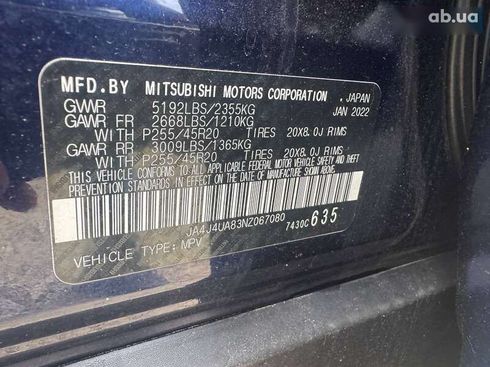 ab.ua
MFD.BY MITSUBISHI MOTORS CORPORATION . JAPAN
GVWR 5192LBS/2355KG JAN 2022
GAWR FR 2668LBS/1210KG
WITH P255/45R20 TIRES 20X8.0J RIMS
GAWR RR 3009LBS/1365KG
WITH P255/45R20 TIRES 20X8.0J RIMS
THIS VEHICLE CONFORMS TO ALL APPLICABLE FEDERAL MOTOR VEHICLE SAFETY AND THEFT
PREVENTION STANDARDS IN EFFECT ON THE DATE OF MANUFACTURE SHOWN ABOVE.
JA4J4UA83NZ067080
7430C 635
VEHICLE TYPE: MPV